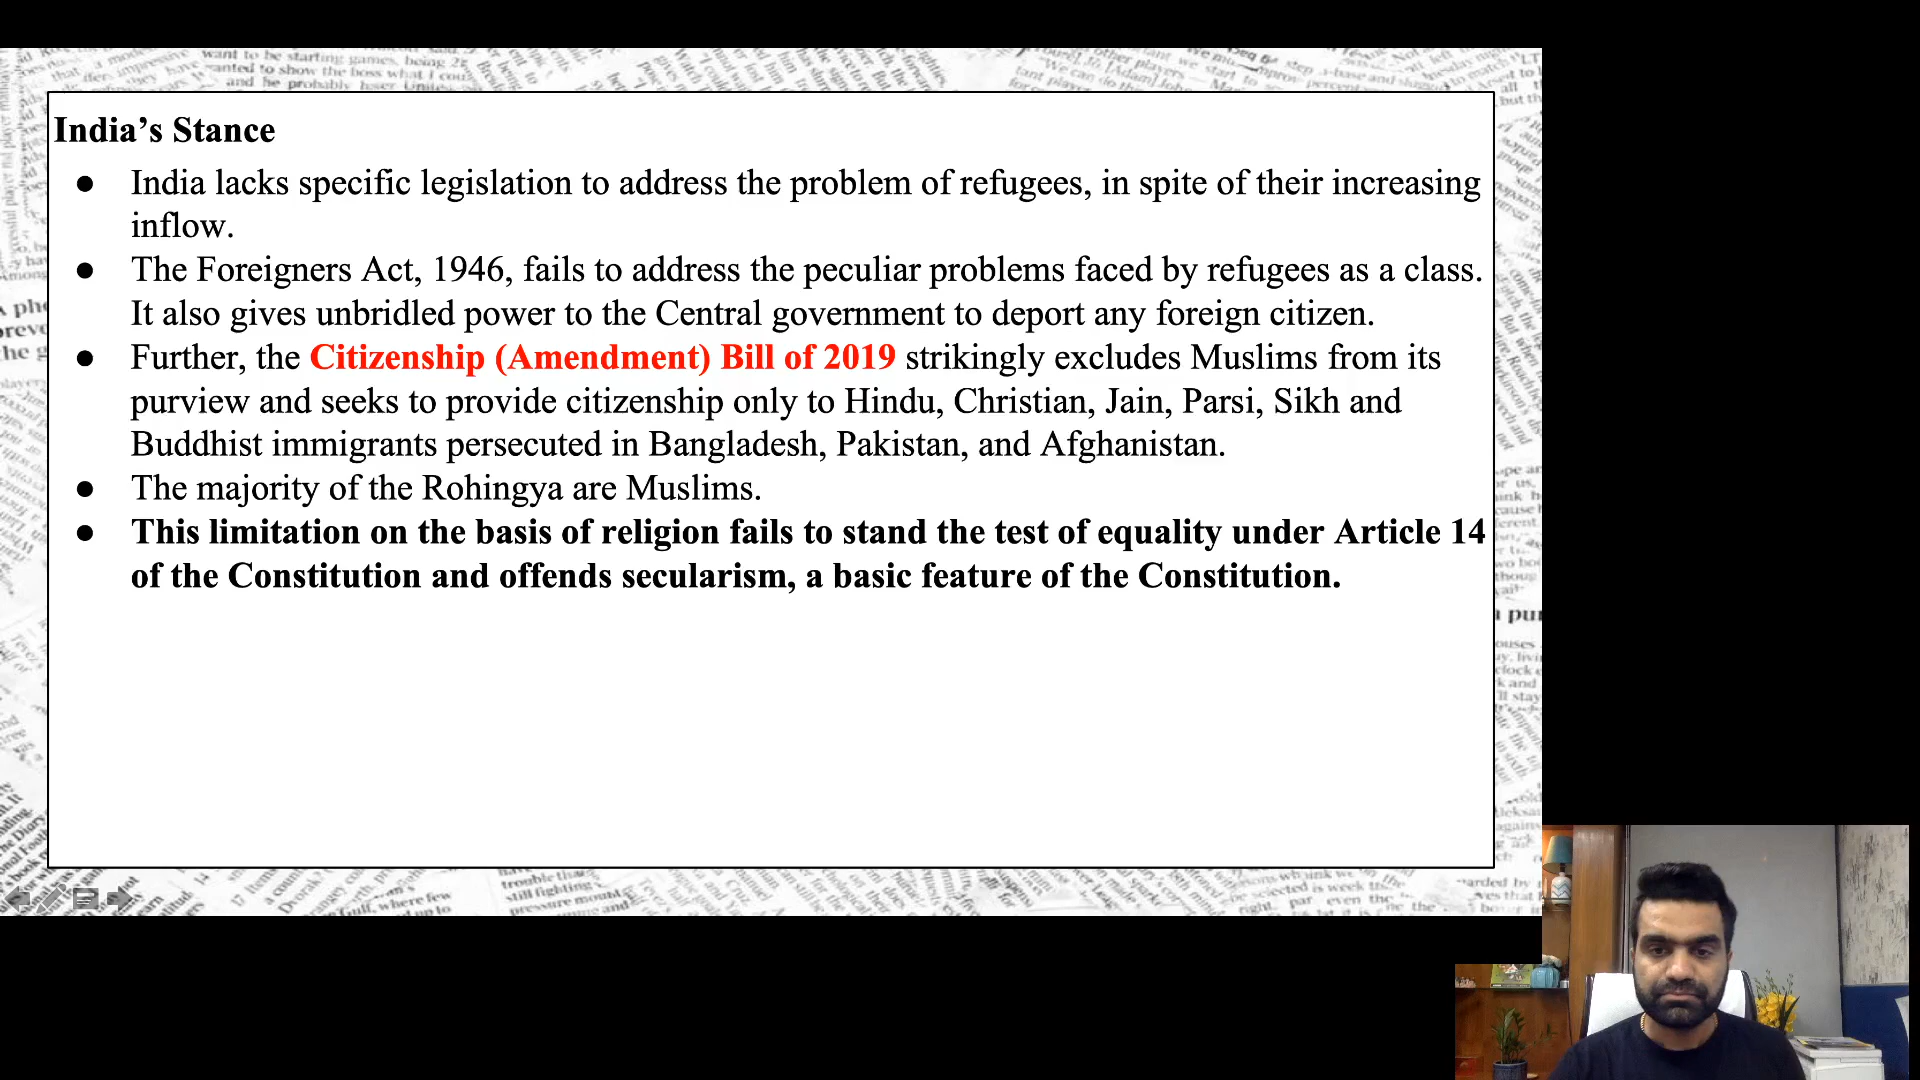 India’s Stance
● India lacks specific legislation to address the problem of refugees, in spite of their increasing
inflow.
● The Foreigners Act, 1946, fails to address the peculiar problems faced by refugees as a class.
It also gives unbridled power to the Central government to deport any foreign citizen.
● Further, the Citizenship (Amendment) Bill of 2019 strikingly excludes Muslims from its
purview and seeks to provide citizenship only to Hindu, Christian, Jain, Parsi, Sikh and
Buddhist immigrants persecuted in Bangladesh, Pakistan, and Afghanistan.
● The majority of the Rohingya are Muslims.
● This limitation on the basis of religion fails to stand the test of equality under Article 14
of the Constitution and offends secularism, a basic feature of the Constitution.